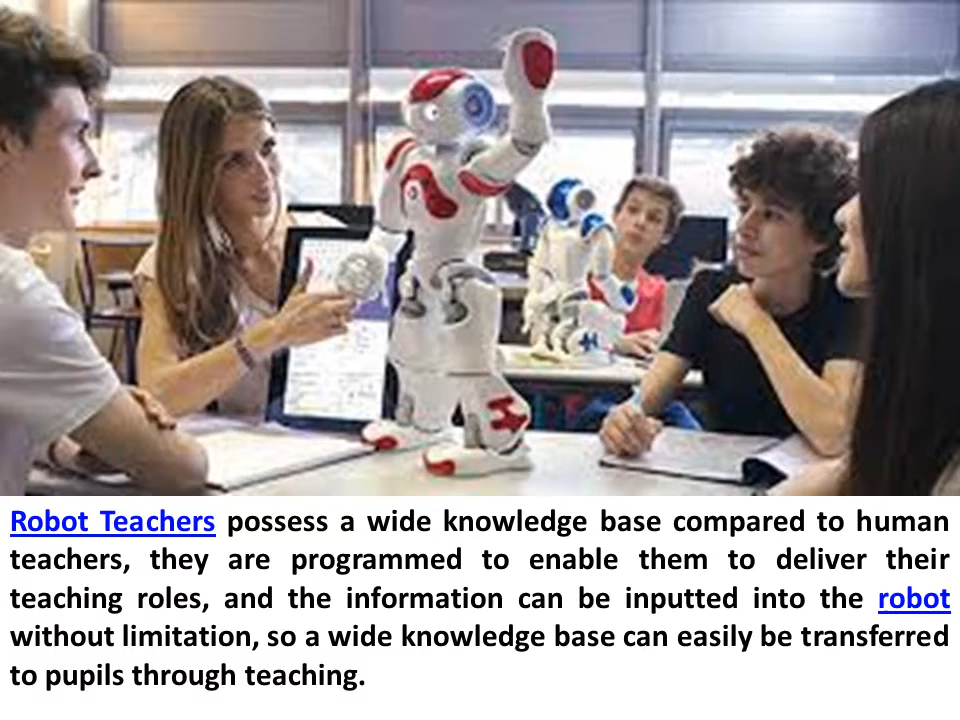 Robot Teachers possess a wide knowledge base compared to human
teachers, they are programmed to enable them to deliver their
teaching roles, and the information can be inputted into the robot
without limitation, so a wide knowledge base can easily be transferred
to pupils through teaching.